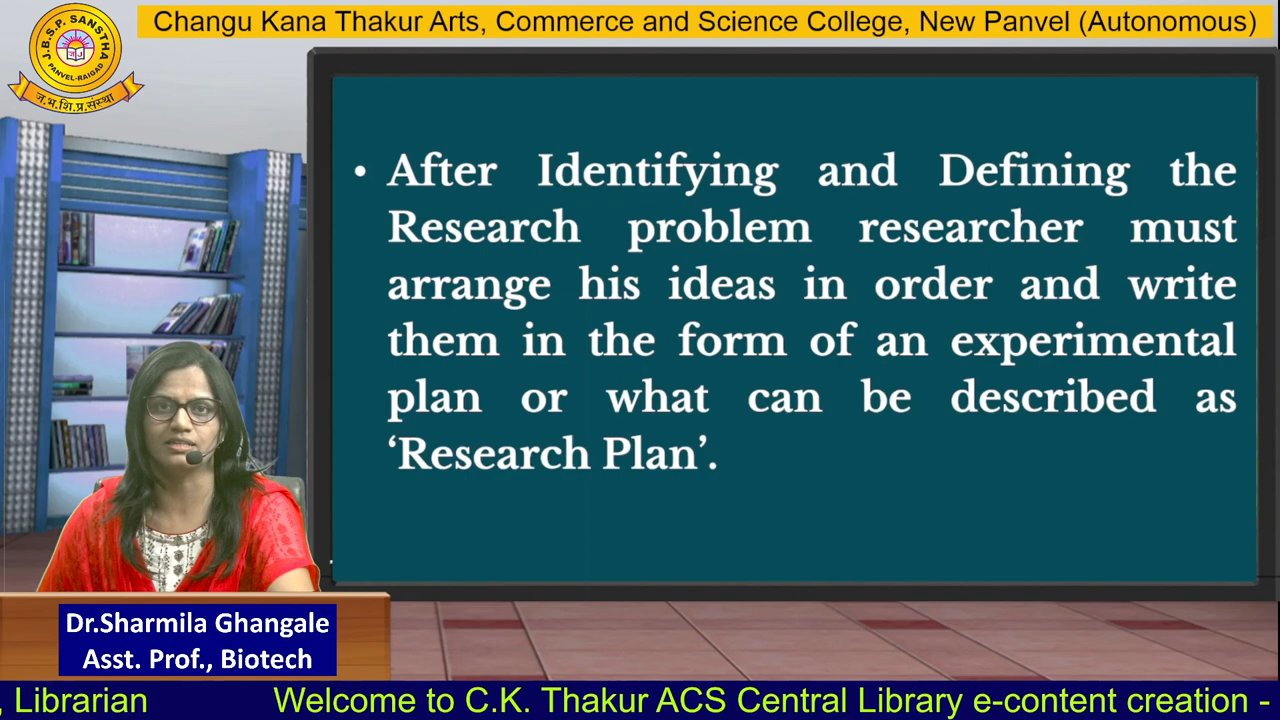 Changu Kana Thakur Arts, Commerce and Science College, New Panvel (Autonomous)
J.B.S.P. SANSTHA
PANVEL-RAIGAD
ज.भ.शि.प्र.संस्था
• After Identifying and Defining the
Research problem researcher must
arrange his ideas in order and write
them in the form of an experimental
plan or what can be described as
‘Research Plan’.
Dr.Sharmila Ghangale
Asst. Prof., Biotech
, Librarian Welcome to C.K. Thakur ACS Central Library e-content creation -